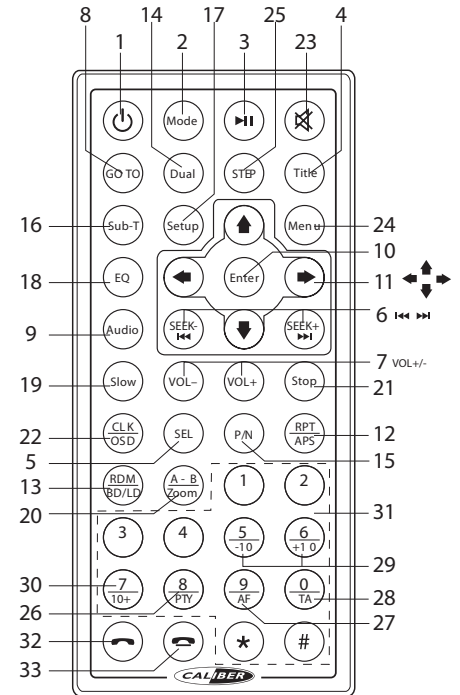 14 17 25
8 1 2 3 23 4
Mode
GO TO Dual STEP Title
16 Sub-T Setup Menu 24
10
18 EQ Enter 11
6
9 Audio SEEK- SEEK+
7 VOL+/-
19 Slow VOL– VOL+ Stop 21
22 CLK OSD SEL P/N RPT APS 12
5 15
13 RDM BD/LD A - B Zoom 1 2
20 31
3 4 5 -10 6 +10
29
30 7 10+ 8 PTY 9 AF 0 TA 28
26 27
32 * #
33
CALIBER